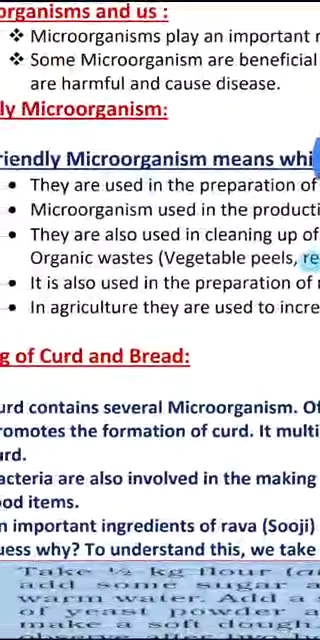 organisms and us :
❖ Microorganisms play an important
❖ Some Microorganism are beneficial
are harmful and cause disease.
ly Microorganism:
riendly Microorganism means whi
• They are used in the preparation of
• Microorganism used in the producti
• They are also used in cleaning up of
Organic wastes (Vegetable peels, re
• It is also used in the preparation of
• In agriculture they are used to incre
g of Curd and Bread:
urd contains several Microorganism. Of
romotes the formation of curd. It multi
urd.
acteria are also involved in the making
ood items.
n important ingredients of rava (Sooji)
uess why? To understand this, we take
Take ½ kg flour (a
add some sugar a
warm water. Add a s
of yeast powder a
make a soft dough